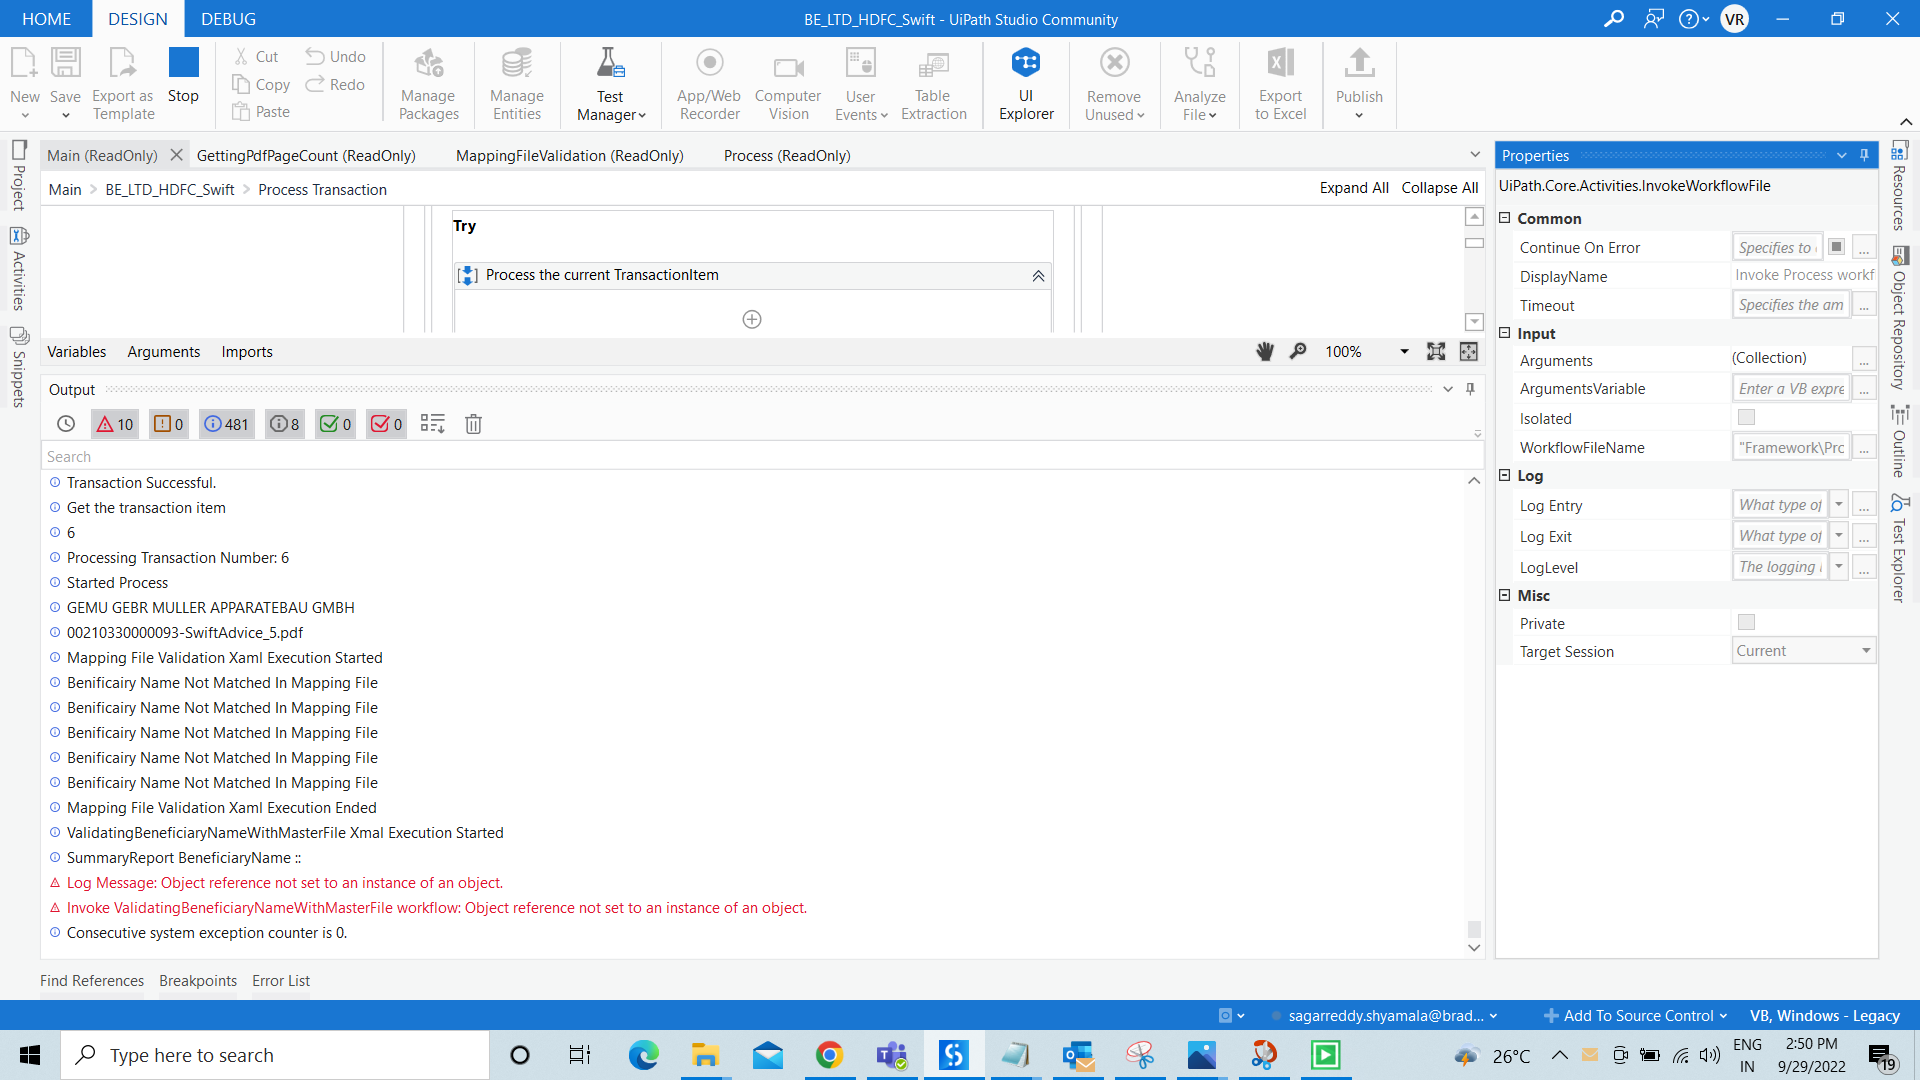 HOME
DESIGN
DEBUG
BE_LTD_HDFC_Swift - UiPath Studio Community
VR
New
Save
Export as Template
Stop
Cut
Copy
Paste
Undo
Redo
Manage Packages
Manage Entities
Test Manager
App/Web Recorder
Computer Vision
User Events
Table Extraction
UI Explorer
Remove Unused
Analyze File
Export to Excel
Publish
Project
Activities
Snippets
Main (ReadOnly)
GettingPdfPageCount (ReadOnly)
MappingFileValidation (ReadOnly)
Process (ReadOnly)
Main > BE_LTD_HDFC_Swift > Process Transaction
Expand All
Collapse All
Try
Process the current TransactionItem
Variables
Arguments
Imports
100%
Output
10
0
481
8
0
0
Search
Transaction Successful.
Get the transaction item
6
Processing Transaction Number: 6
Started Process
GEMU GEBR MULLER APPARATEBAU GMBH
00210330000093-SwiftAdvice_5.pdf
Mapping File Validation Xaml Execution Started
Benificairy Name Not Matched In Mapping File
Benificairy Name Not Matched In Mapping File
Benificairy Name Not Matched In Mapping File
Benificairy Name Not Matched In Mapping File
Benificairy Name Not Matched In Mapping File
Mapping File Validation Xaml Execution Ended
ValidatingBeneficiaryNameWithMasterFile Xmal Execution Started
SummaryReport BeneficiaryName ::
Log Message: Object reference not set to an instance of an object.
Invoke ValidatingBeneficiaryNameWithMasterFile workflow: Object reference not set to an instance of an object.
Consecutive system exception counter is 0.
Find References
Breakpoints
Error List
Properties
UiPath.Core.Activities.InvokeWorkflowFile
Common
Continue On Error
Specifies to
...
DisplayName
Invoke Process workf
Timeout
Specifies the am
...
Input
Arguments
(Collection)
...
ArgumentsVariable
Enter a VB expre
...
Isolated
WorkflowFileName
"Framework\Pro
...
Log
Log Entry
What type of
...
Log Exit
What type of
...
LogLevel
The logging l
...
Misc
Private
Target Session
Current
Resources
Object Repository
Outline
Test Explorer
sagarreddy.shyamala@brad...
Add To Source Control
VB, Windows - Legacy
Type here to search
26°C
ENG
IN
2:50 PM
9/29/2022
19